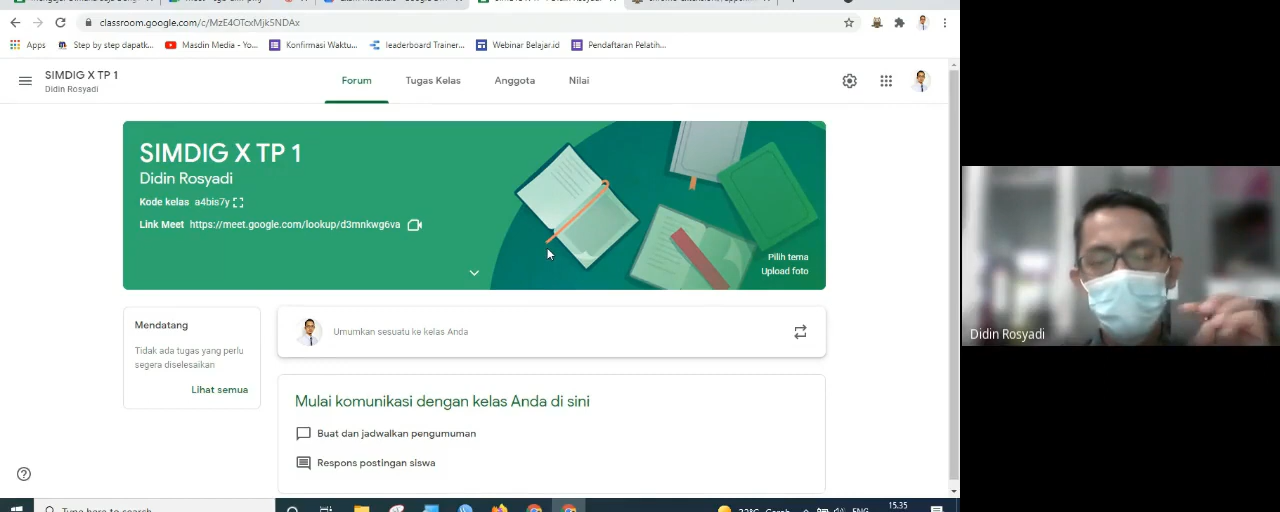 classroom.google.com/c/MzE4OTcxMjk5NDAx
Apps
Step by step dapatk...
Masdin Media - Yo...
Konfirmasi Waktu...
leaderboard Trainer...
Webinar Belajar.id
Pendaftaran Pelatih...
SIMDIG X TP 1
Didin Rosyadi
Forum
Tugas Kelas
Anggota
Nilai
SIMDIG X TP 1
Didin Rosyadi
Kode kelas a4bis7y
Link Meet https://meet.google.com/lookup/d3mnkwg6va
Pilih tema
Upload foto
Mendatang
Tidak ada tugas yang perlu
segera diselesaikan
Lihat semua
Umumkan sesuatu ke kelas Anda
Mulai komunikasi dengan kelas Anda di sini
Buat dan jadwalkan pengumuman
Respons postingan siswa
Didin Rosyadi
Type here to search
ENG
15.35